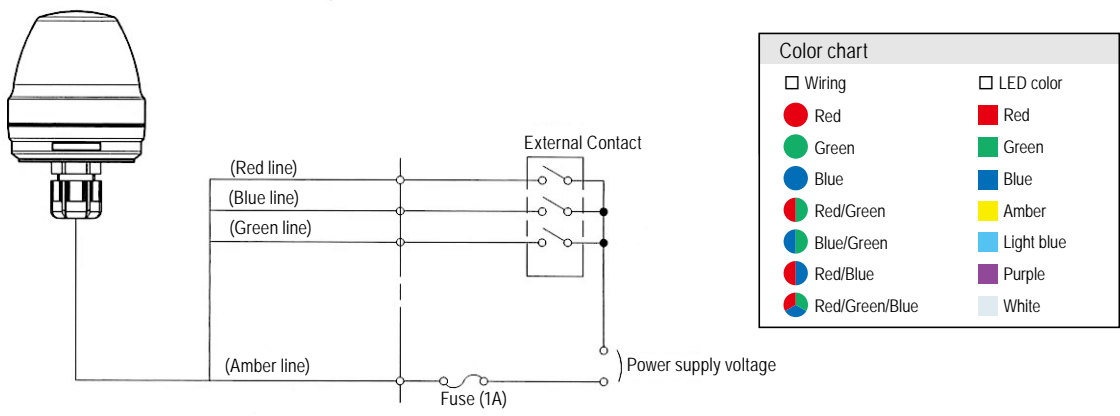 External Contact
(Red line)
(Blue line)
(Green line)
(Amber line)
Fuse (1A)
Power supply voltage
Color chart
Wiring LED color
Red Red
Green Green
Blue Blue
Red/Green Amber
Blue/Green Light blue
Red/Blue Purple
Red/Green/Blue White